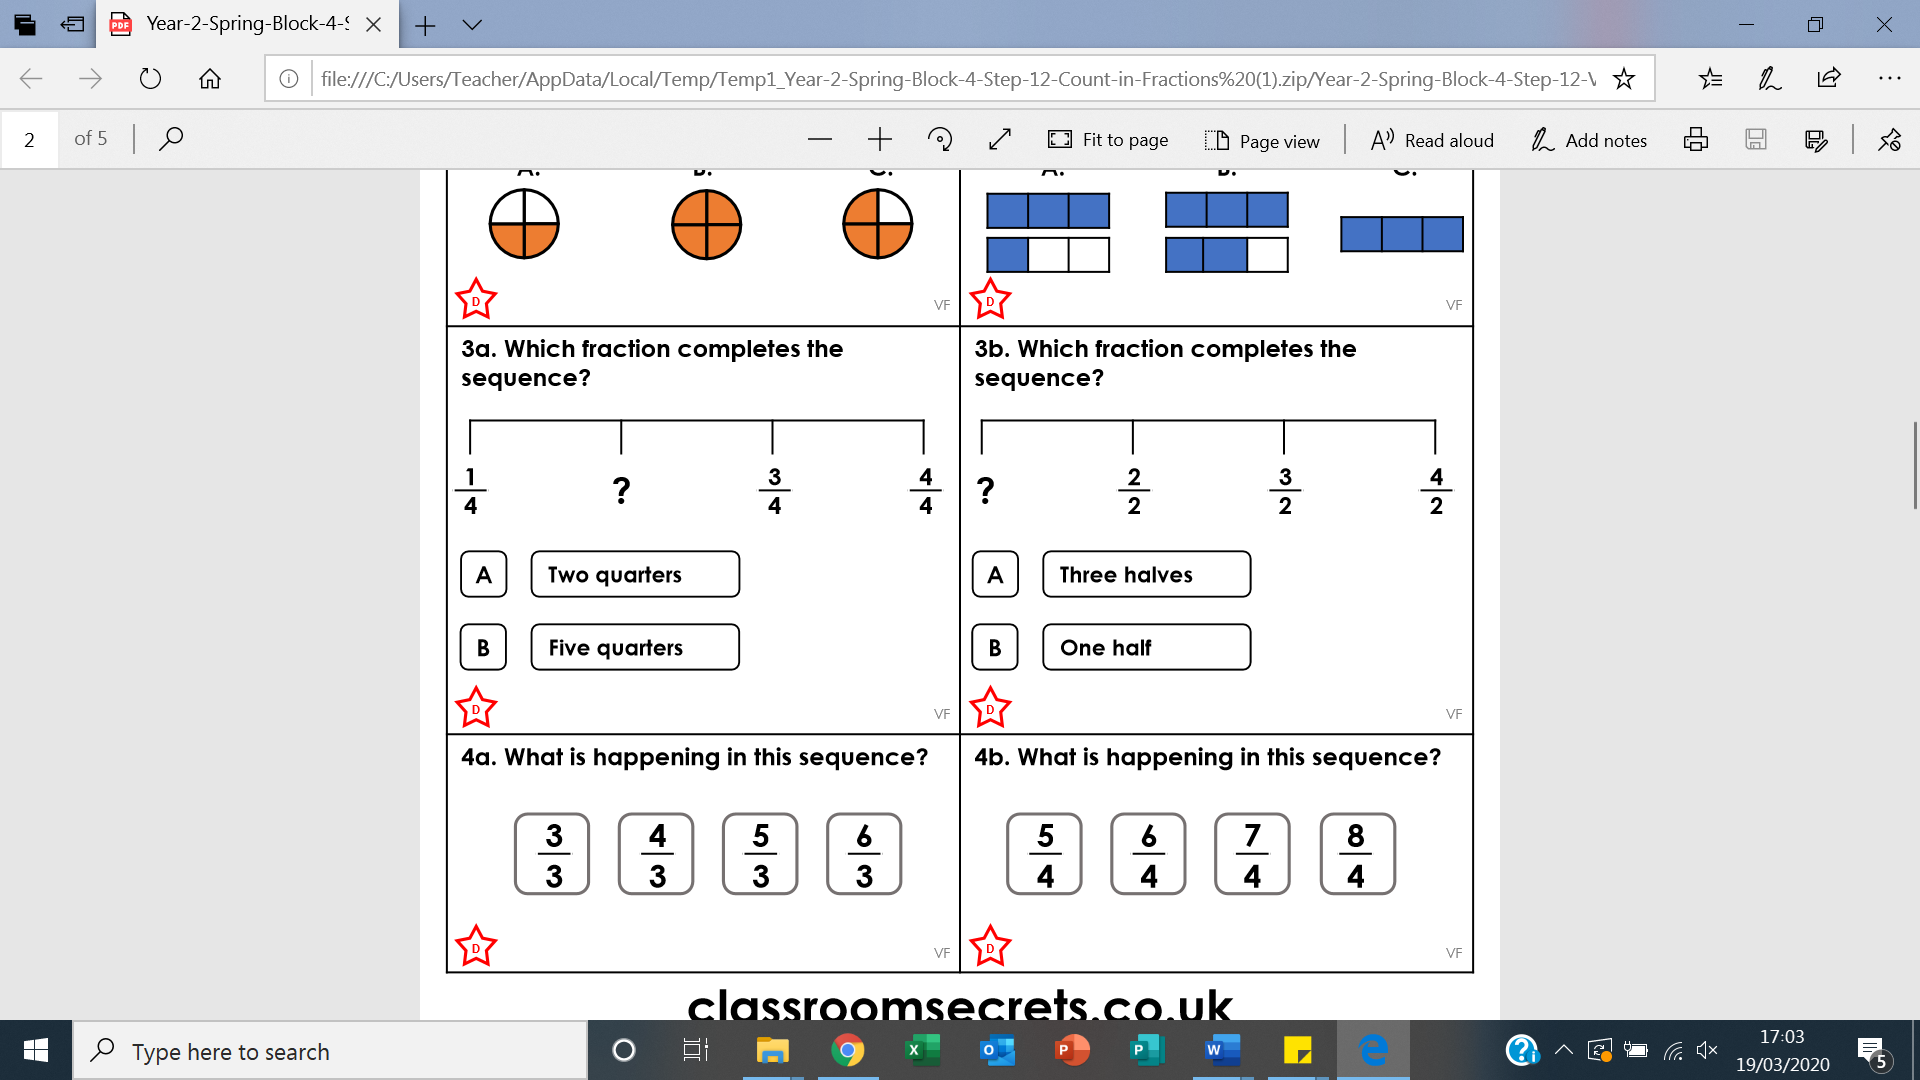 Year-2-Spring-Block-4-S
file:///C:/Users/Teacher/AppData/Local/Temp/Temp1_Year-2-Spring-Block-4-Step-12-Count-in-Fractions%20(1).zip/Year-2-Spring-Block-4-Step-12-V
2 of 5
Fit to page
Page view
Read aloud
Add notes
A. B. C.
D VF
A. B. C.
D VF
3a. Which fraction completes the
sequence?
1/4 ? 3/4 4/4
A Two quarters
B Five quarters
D VF
3b. Which fraction completes the
sequence?
? 2/2 3/2 4/2
A Three halves
B One half
D VF
4a. What is happening in this sequence?
3/3 4/3 5/3 6/3
D VF
4b. What is happening in this sequence?
5/4 6/4 7/4 8/4
D VF
classroomsecrets.co.uk
Type here to search
17:03
19/03/2020
5